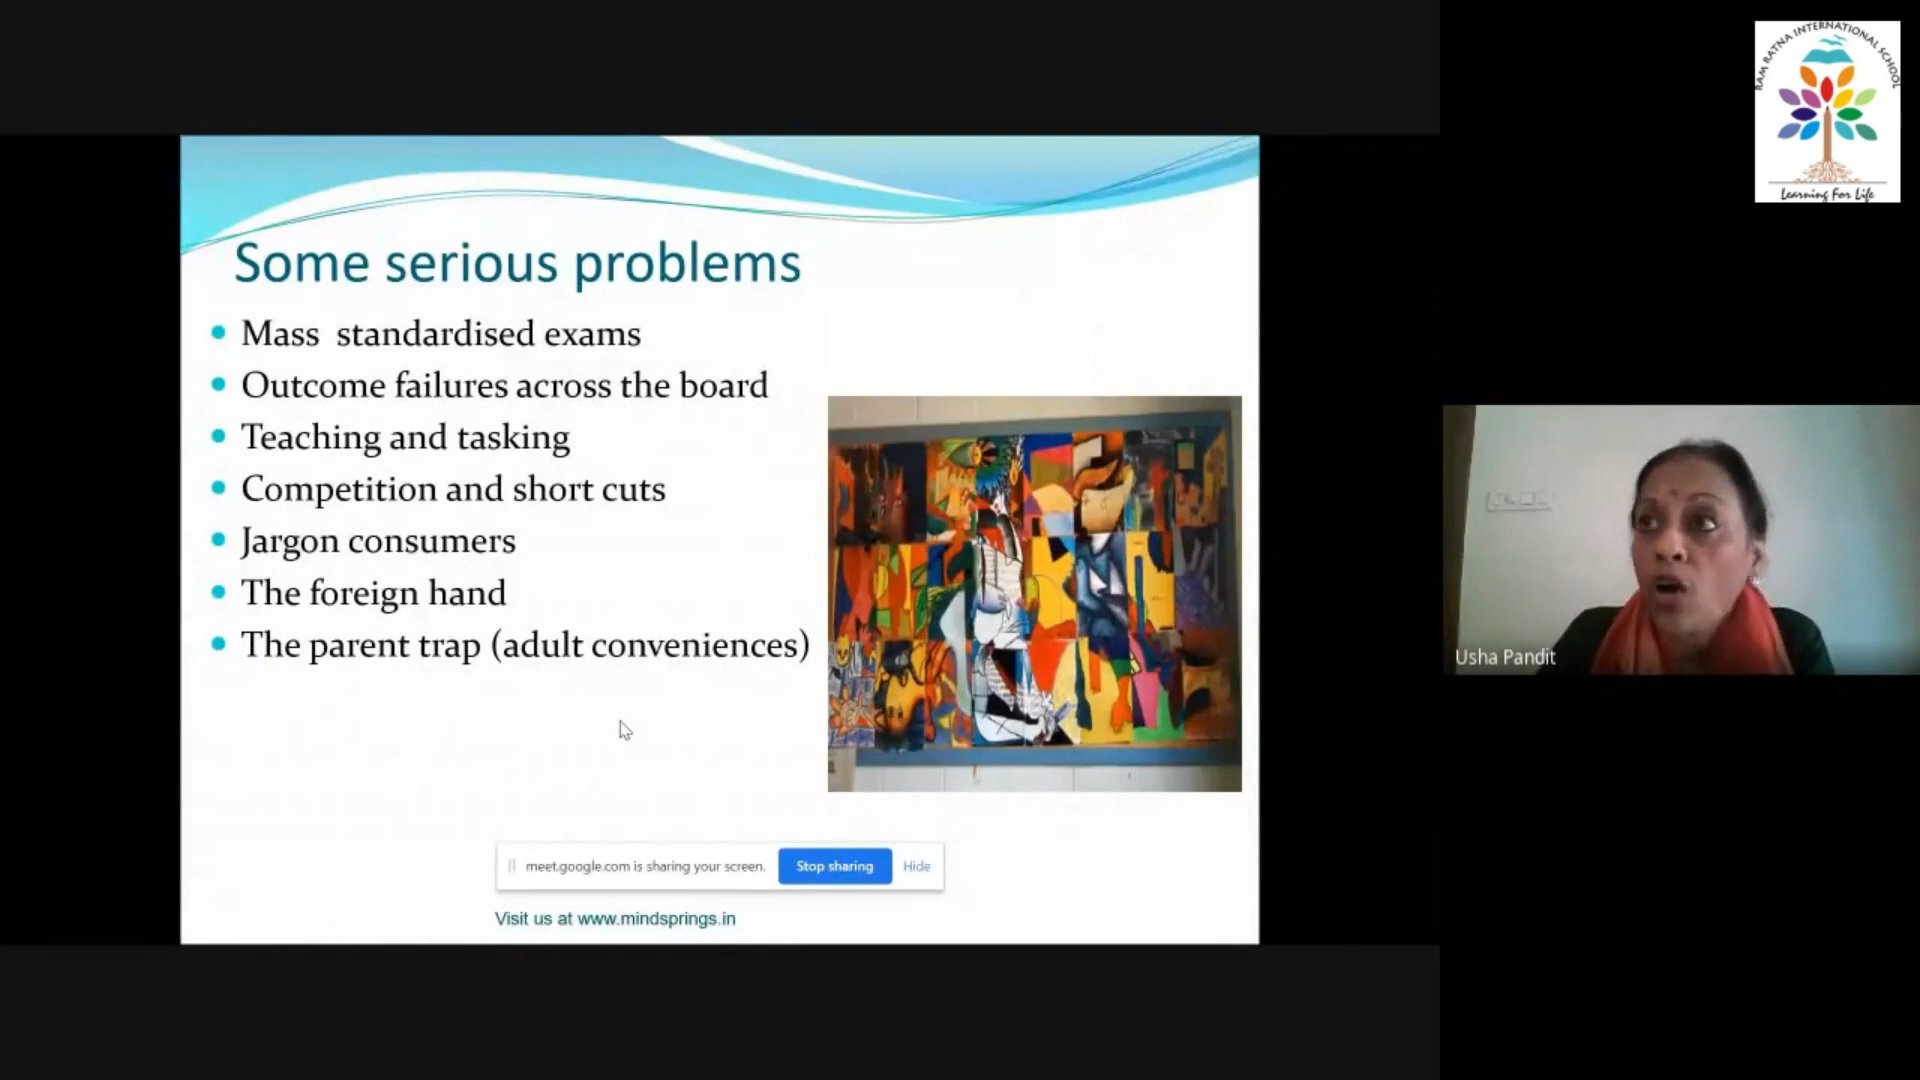 RAM RATNA INTERNATIONAL SCHOOL
Learning For Life
Some serious problems
Mass standardised exams
Outcome failures across the board
Teaching and tasking
Competition and short cuts
Jargon consumers
The foreign hand
The parent trap (adult conveniences)
Usha Pandit
meet.google.com is sharing your screen.
Stop sharing
Hide
Visit us at www.mindsprings.in